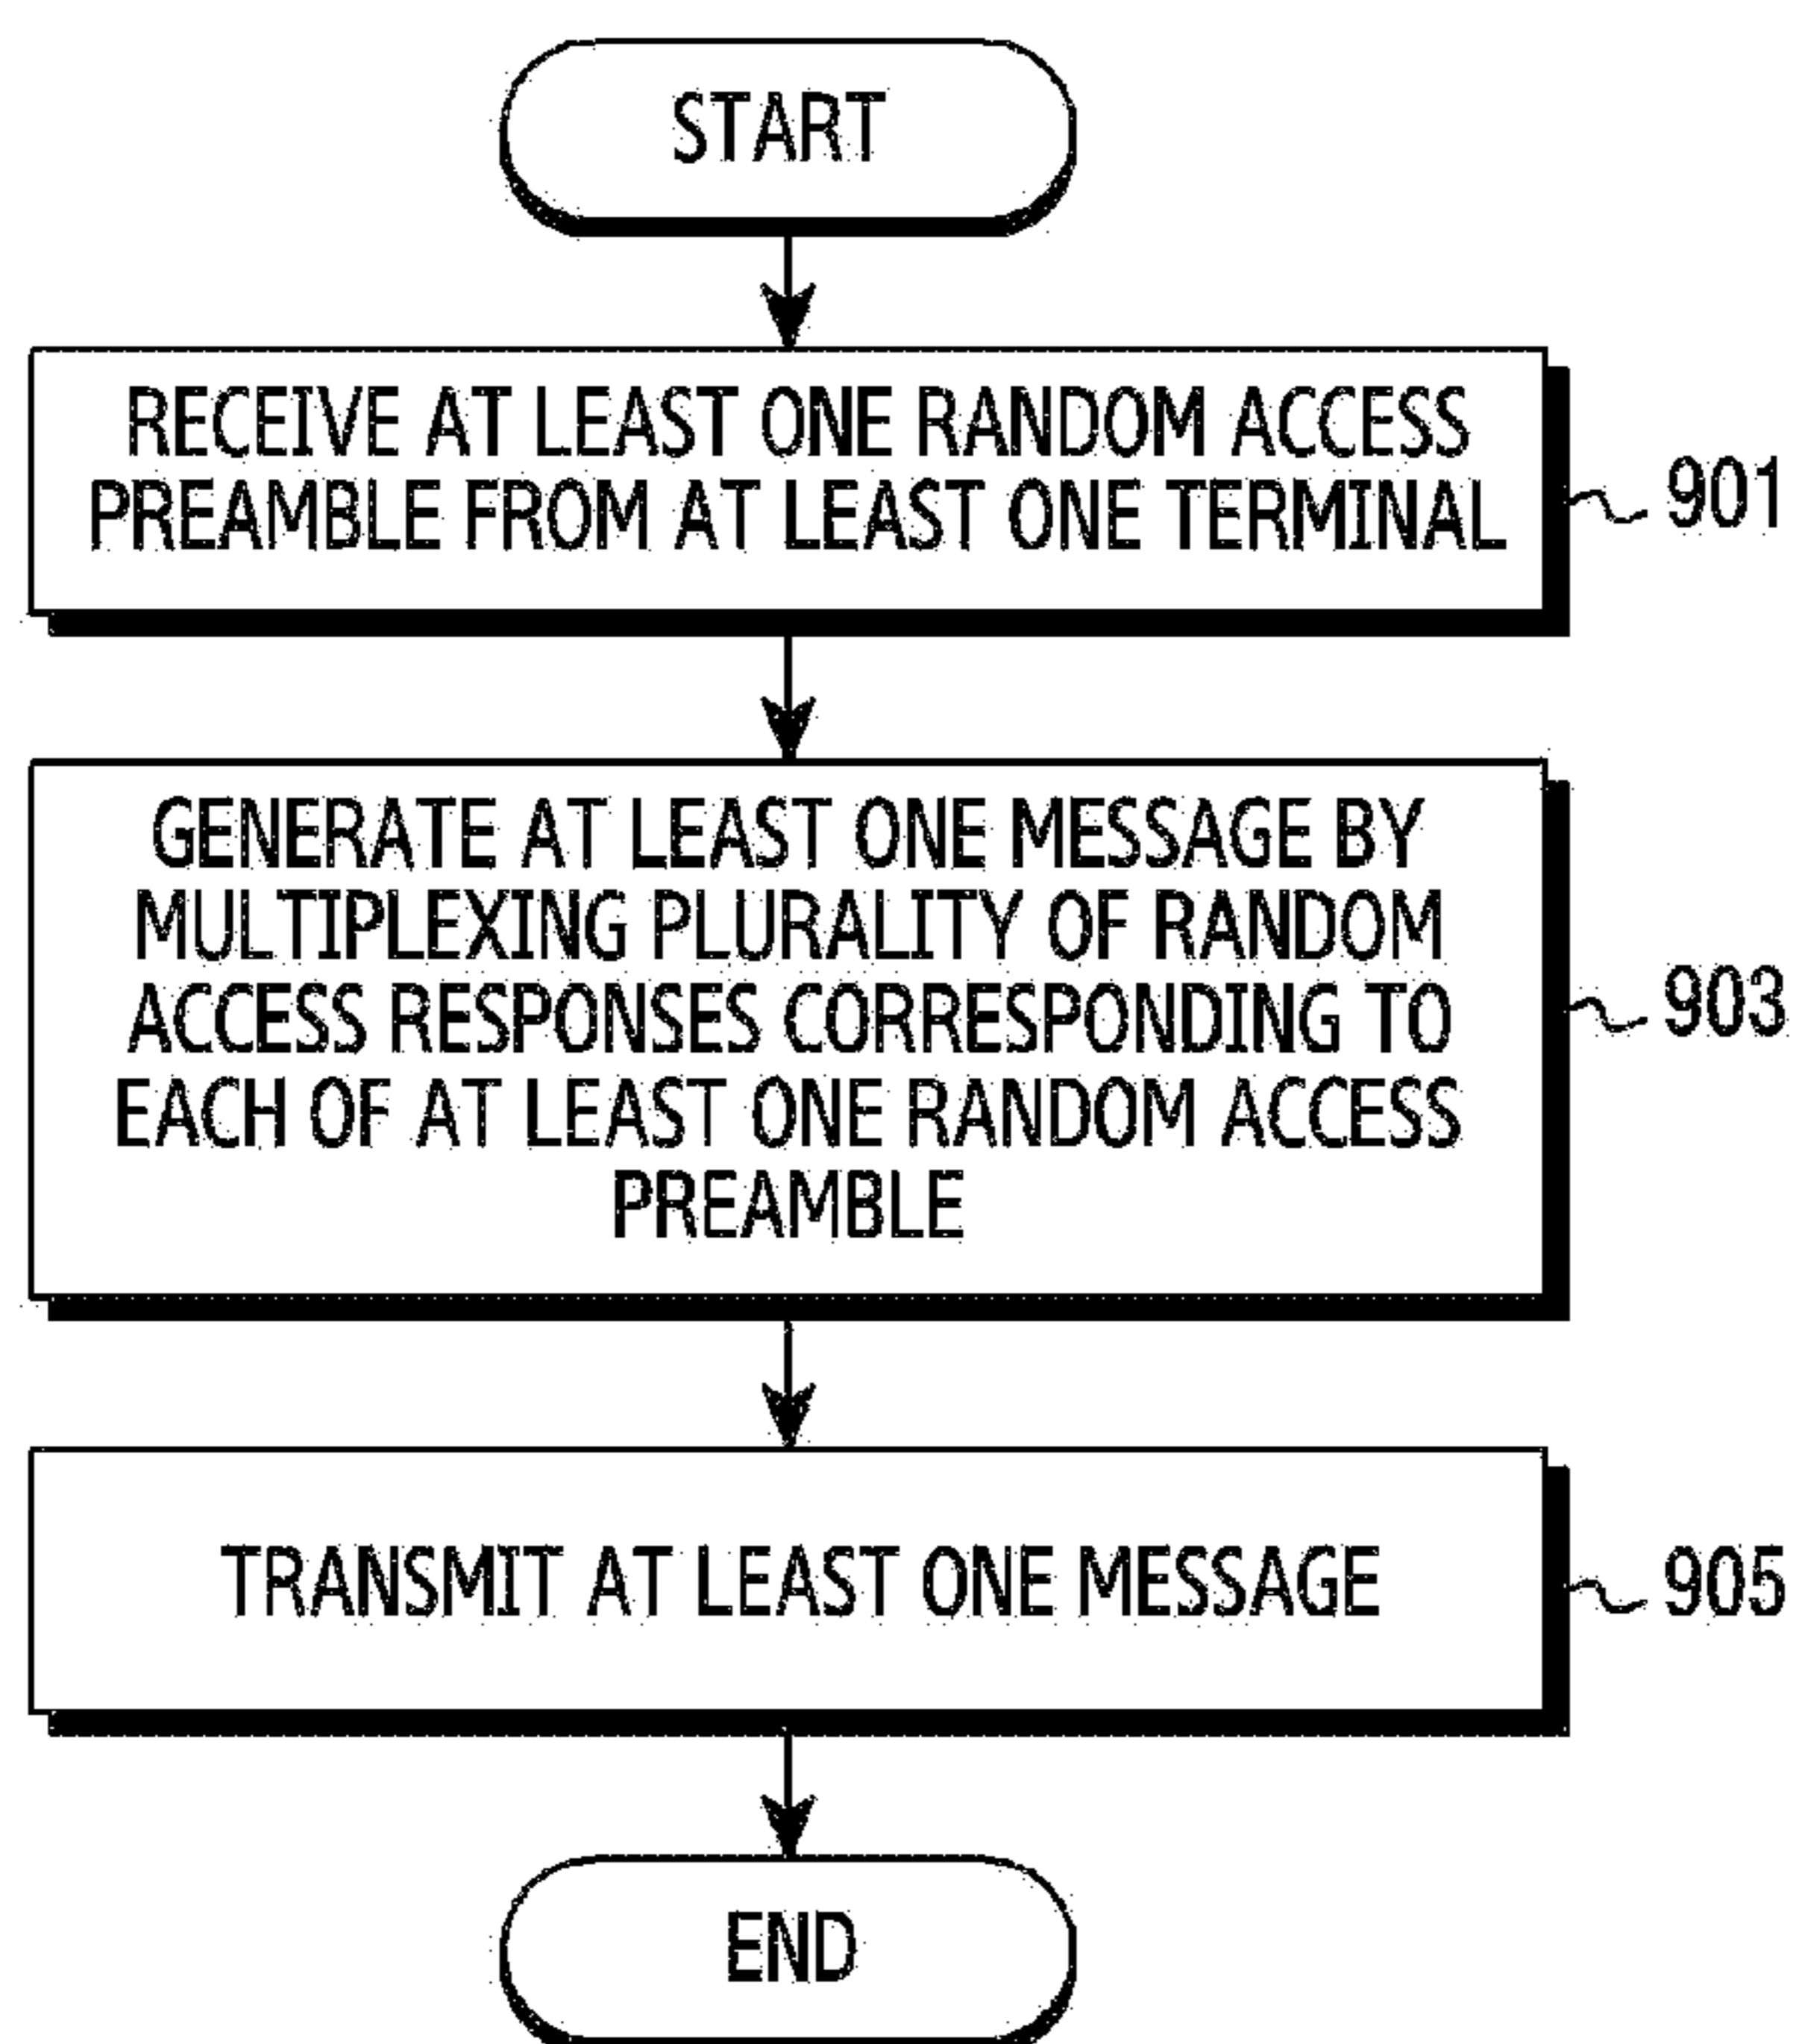 START
RECEIVE AT LEAST ONE RANDOM ACCESS
PREAMBLE FROM AT LEAST ONE TERMINAL
901
GENERATE AT LEAST ONE MESSAGE BY
MULTIPLEXING PLURALITY OF RANDOM
ACCESS RESPONSES CORRESPONDING TO
EACH OF AT LEAST ONE RANDOM ACCESS
PREAMBLE
903
TRANSMIT AT LEAST ONE MESSAGE
905
END